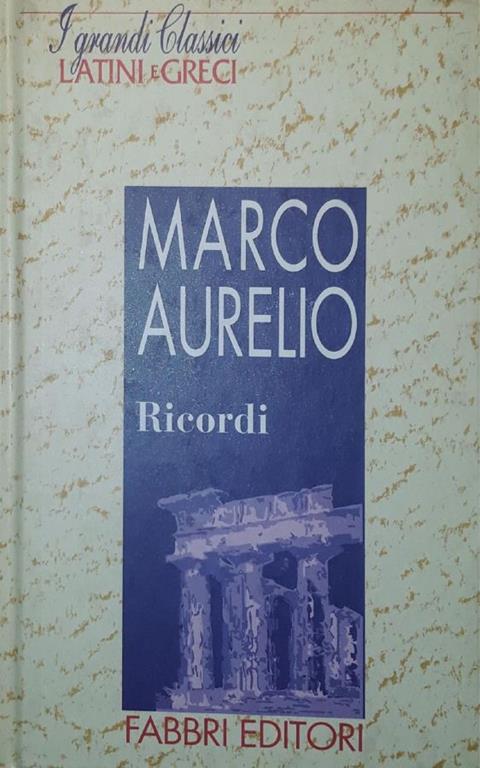 I grandi Classici
LATINI E GRECI
MARCO
AURELIO
Ricordi
FABBRI EDITORI